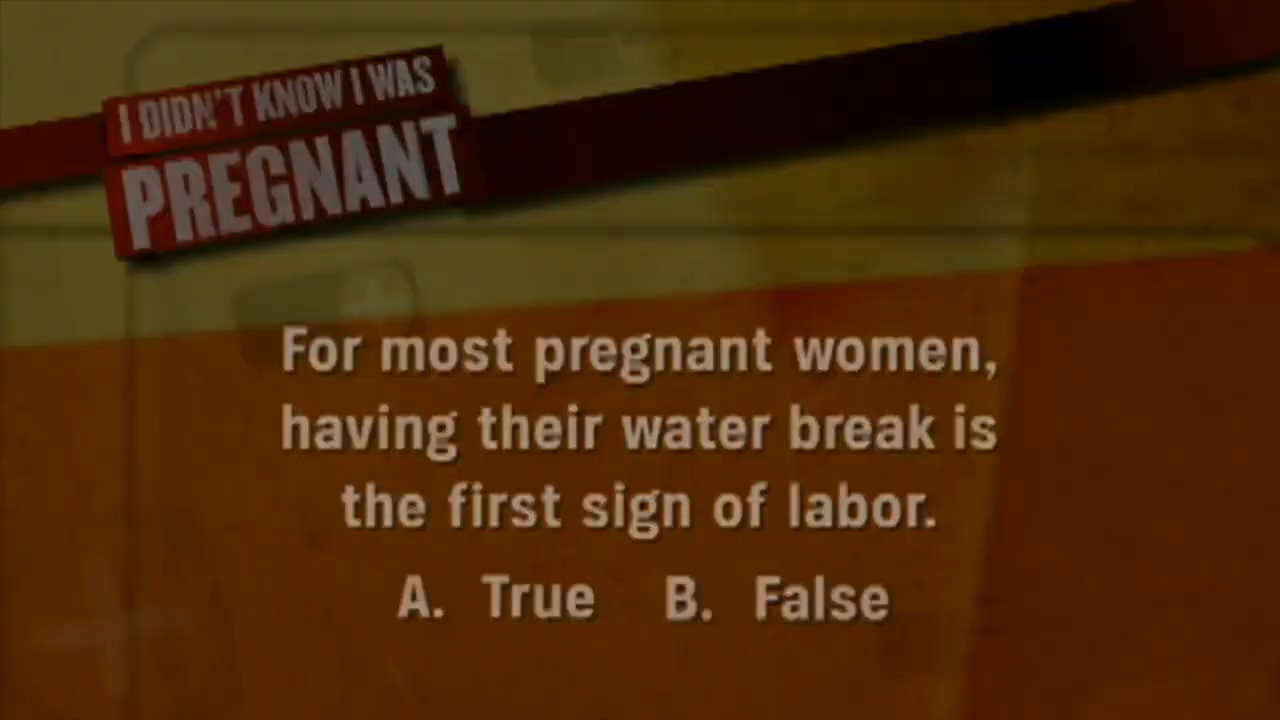 I DIDN'T KNOW I WAS
PREGNANT
For most pregnant women,
having their water break is
the first sign of labor.
A. True B. False